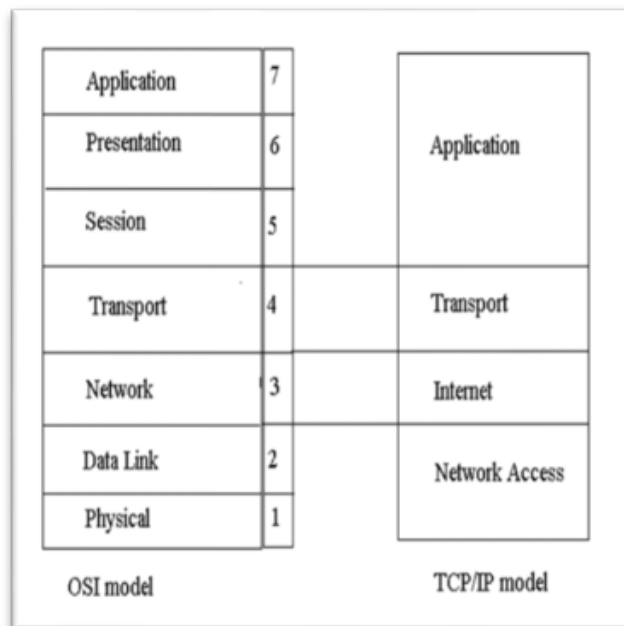 Application 7
Presentation 6 Application
Session 5
Transport 4 Transport
Network 3 Internet
Data Link 2 Network Access
Physical 1
OSI model TCP/IP model